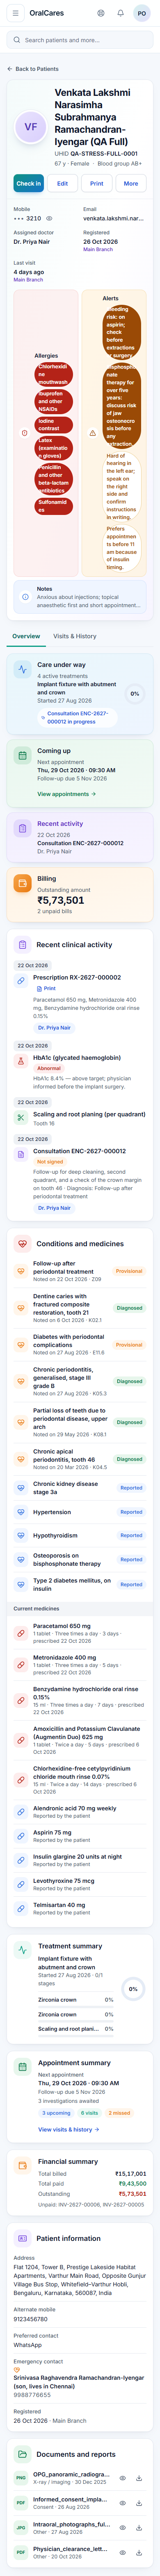 OralCares
PO
Search patients and more...
Back to Patients
VF
Venkata
Lakshmi
Narasimha
Subrahmanya
Ramachandran-
Iyengar (QA Full)
UHID QA-STRESS-FULL-0001
67 y · Female · Blood group AB+
Check in
Edit
Print
More
Mobile
••• 3210
Email
venkata.lakshmi.nar...
Assigned doctor
Dr. Priya Nair
Registered
26 Oct 2026
Main Branch
Last visit
4 days ago
Main Branch
Allergies
Chlorhexidi
ne
mouthwash
Ibuprofen
and other
NSAIDs
Iodine
contrast
Latex
(examinatio
n gloves)
Penicillin
and other
beta-lactam
antibiotics
Sulfonamid
es
Alerts
risk: on
aspirin;
check
before
extractions
nate
therapy for
over five
years:
discuss risk
of jaw
osteonecro
sis before
any
extraction
Hard of
hearing in
the left ear;
speak on
the right
side and
confirm
instructions
in writing.
Prefers
appointmen
ts before 11
am because
of insulin
timing.
Notes
Anxious about injections; topical
anaesthetic first and short appointment...
Overview
Visits & History
Care under way
4 active treatments
Implant fixture with abutment
and crown
Started 27 Aug 2026
0%
Consultation ENC-2627-
000012 in progress
Coming up
Next appointment
Thu, 29 Oct 2026 · 09:30 AM
Follow-up due 5 Nov 2026
View appointments →
Recent activity
22 Oct 2026
Consultation ENC-2627-000012
Dr. Priya Nair
Billing
Outstanding amount
₹5,73,501
2 unpaid bills
Recent clinical activity
22 Oct 2026
Prescription RX-2627-000002
Print
Paracetamol 650 mg, Metronidazole 400
mg, Benzydamine hydrochloride oral rinse
0.15%
Dr. Priya Nair
22 Oct 2026
HbA1c (glycated haemoglobin)
Abnormal
HbA1c 8.4% — above target; physician
informed before the implant surgery.
22 Oct 2026
Scaling and root planing (per quadrant)
Tooth 16
22 Oct 2026
Consultation ENC-2627-000012
Not signed
Follow-up for deep cleaning, second
quadrant, and a check of the crown margin
on tooth 46 · Diagnosis: Follow-up after
periodontal treatment
Dr. Priya Nair
Conditions and medicines
Follow-up after
periodontal treatment
Noted on 22 Oct 2026 · Z09
Provisional
Dentine caries with
fractured composite
restoration, tooth 21
Noted on 6 Oct 2026 · K02.1
Diagnosed
Diabetes with periodontal
complications
Noted on 27 Aug 2026 · E11.6
Provisional
Chronic periodontitis,
generalised, stage III
grade B
Noted on 27 Aug 2026 · K05.3
Diagnosed
Partial loss of teeth due to
periodontal disease, upper
arch
Noted on 29 May 2026 · K08.1
Diagnosed
Chronic apical
periodontitis, tooth 46
Noted on 20 Mar 2026 · K04.5
Diagnosed
Chronic kidney disease
stage 3a
Reported
Hypertension
Reported
Hypothyroidism
Reported
Osteoporosis on
bisphosphonate therapy
Reported
Type 2 diabetes mellitus, on
insulin
Reported
Current medicines
Paracetamol 650 mg
1 tablet · Three times a day · 3 days ·
prescribed 22 Oct 2026
Metronidazole 400 mg
1 tablet · Three times a day · 5 days ·
prescribed 22 Oct 2026
Benzydamine hydrochloride oral rinse
0.15%
15 ml · Three times a day · 7 days · prescribed
22 Oct 2026
Amoxicillin and Potassium Clavulanate
(Augmentin Duo) 625 mg
1 tablet · Twice a day · 5 days · prescribed 6
Oct 2026
Chlorhexidine-free cetylpyridinium
chloride mouth rinse 0.07%
15 ml · Twice a day · 14 days · prescribed 6
Oct 2026
Alendronic acid 70 mg weekly
Reported by the patient
Aspirin 75 mg
Reported by the patient
Insulin glargine 20 units at night
Reported by the patient
Levothyroxine 75 mcg
Reported by the patient
Telmisartan 40 mg
Reported by the patient
Treatment summary
Implant fixture with
abutment and crown
Started 27 Aug 2026 · 0/1
stages
0%
Zirconia crown 0%
Zirconia crown 0%
Scaling and root plani... 0%
Appointment summary
Next appointment
Thu, 29 Oct 2026 · 09:30 AM
Follow-up due 5 Nov 2026
3 investigations awaited
3 upcoming
8 visits
2 missed
View visits & history →
Financial summary
Total billed ₹15,17,001
Total paid ₹9,43,500
Outstanding ₹5,73,501
Unpaid: INV-2627-00006, INV-2627-00005
Patient information
Address
Flat 1204, Tower B, Prestige Lakeside Habitat
Apartments, Varthur Main Road, Opposite Gunjur
Village Bus Stop, Whitefield-Varthur Hobli,
Bengaluru, Karnataka, 560087, India
Alternate mobile
9123456780
Preferred contact
WhatsApp
Emergency contact
Srinivasa Raghavendra Ramachandran-Iyengar
(son, lives in Chennai)
9988776655
Registered
26 Oct 2026 · Main Branch
Documents and reports
PNG
OPG_panoramic_radiogra...
X-ray / imaging · 30 Dec 2025
PDF
Informed_consent_impla...
Consent · 26 Aug 2026
JPG
Intraoral_photographs_ful...
Other · 27 Aug 2026
PDF
Physician_clearance_lett...
Other · 20 Oct 2026